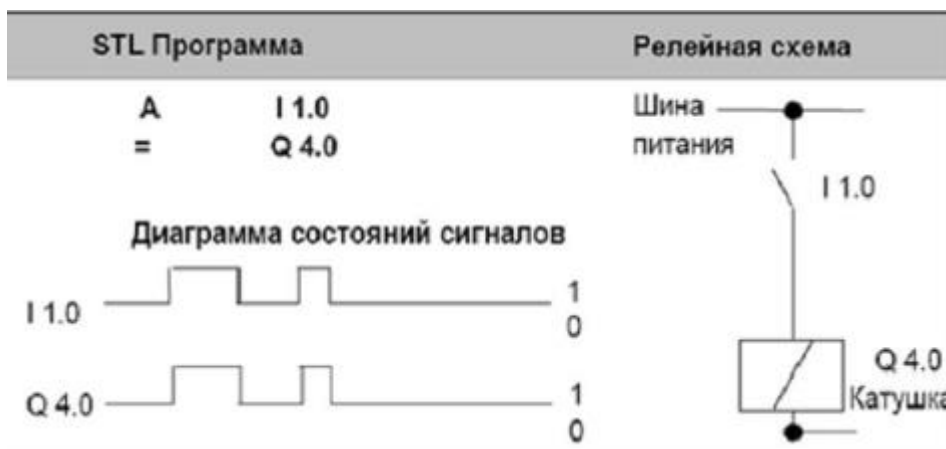 STL Программа
Релейная схема
A I 1.0
= Q 4.0
Шина
питания
I 1.0
Диаграмма состояний сигналов
I 1.0
1
0
Q 4.0
1
0
Q 4.0
Катушка